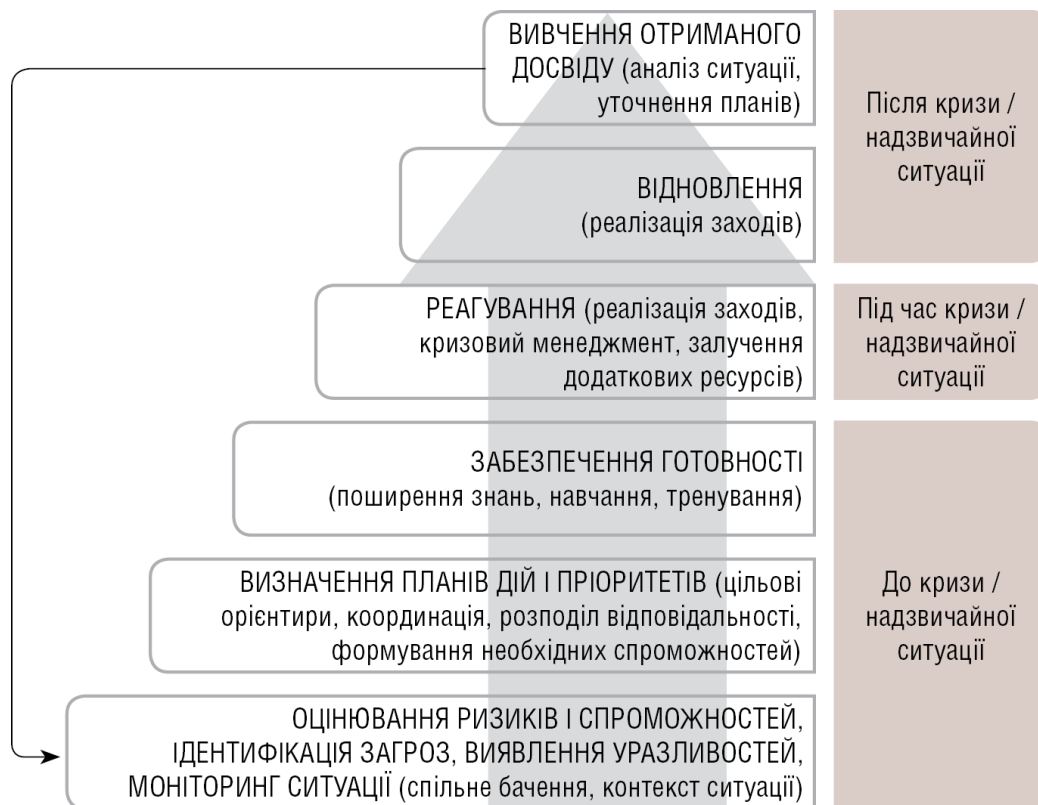 ВИВЧЕННЯ ОТРИМАНОГО
ДОСВІДУ (аналіз ситуації,
уточнення планів)
Після кризи /
надзвичайної
ситуації
ВІДНОВЛЕННЯ
(реалізація заходів)
РЕАГУВАННЯ (реалізація заходів,
кризовий менеджмент, залучення
додаткових ресурсів)
Під час кризи /
надзвичайної
ситуації
ЗАБЕЗПЕЧЕННЯ ГОТОВНОСТІ
(поширення знань, навчання, тренування)
ВИЗНАЧЕННЯ ПЛАНІВ ДІЙ І ПРІОРИТЕТІВ (цільові
орієнтири, координація, розподіл відповідальності,
формування необхідних спроможностей)
До кризи /
надзвичайної
ситуації
ОЦІНЮВАННЯ РИЗИКІВ І СПРОМОЖНОСТЕЙ,
ІДЕНТИФІКАЦІЯ ЗАГРОЗ, ВИЯВЛЕННЯ УРАЗЛИВОСТЕЙ,
МОНІТОРИНГ СИТУАЦІЇ (спільне бачення, контекст ситуації)